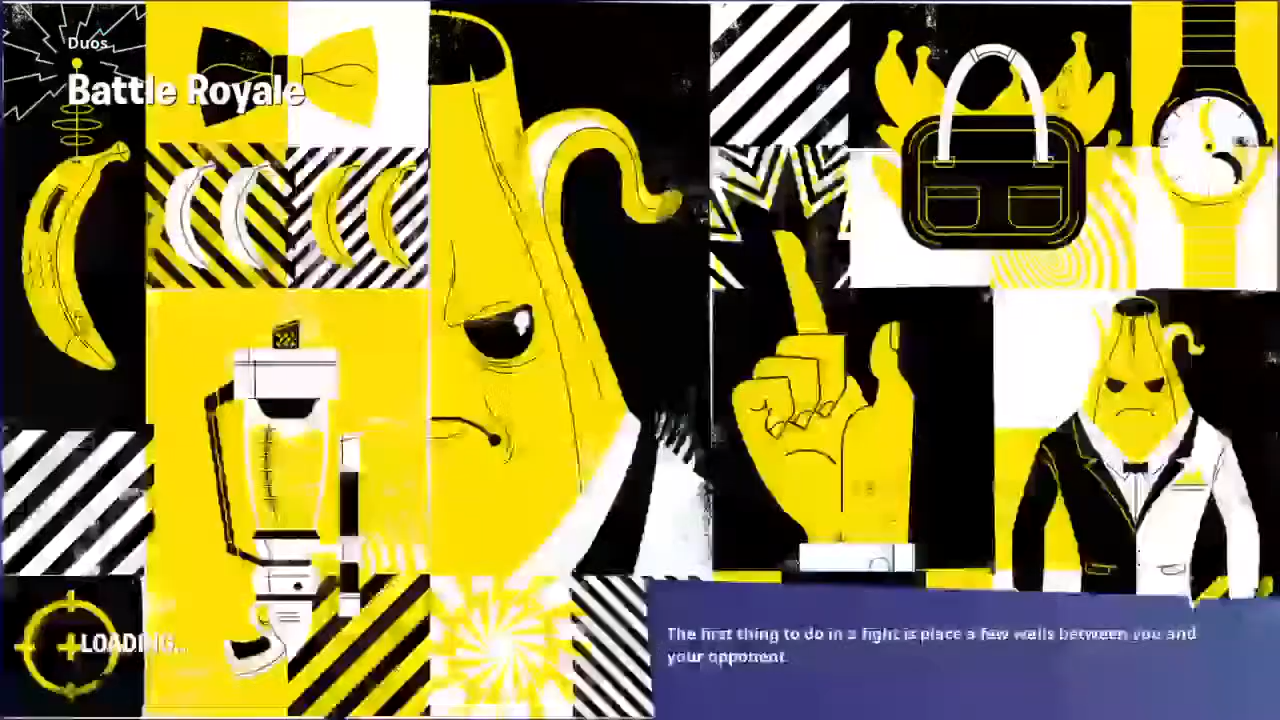 Duos
Battle Royale
LOADING...
The first thing to do in a fight is place a few walls between you and
your opponent.